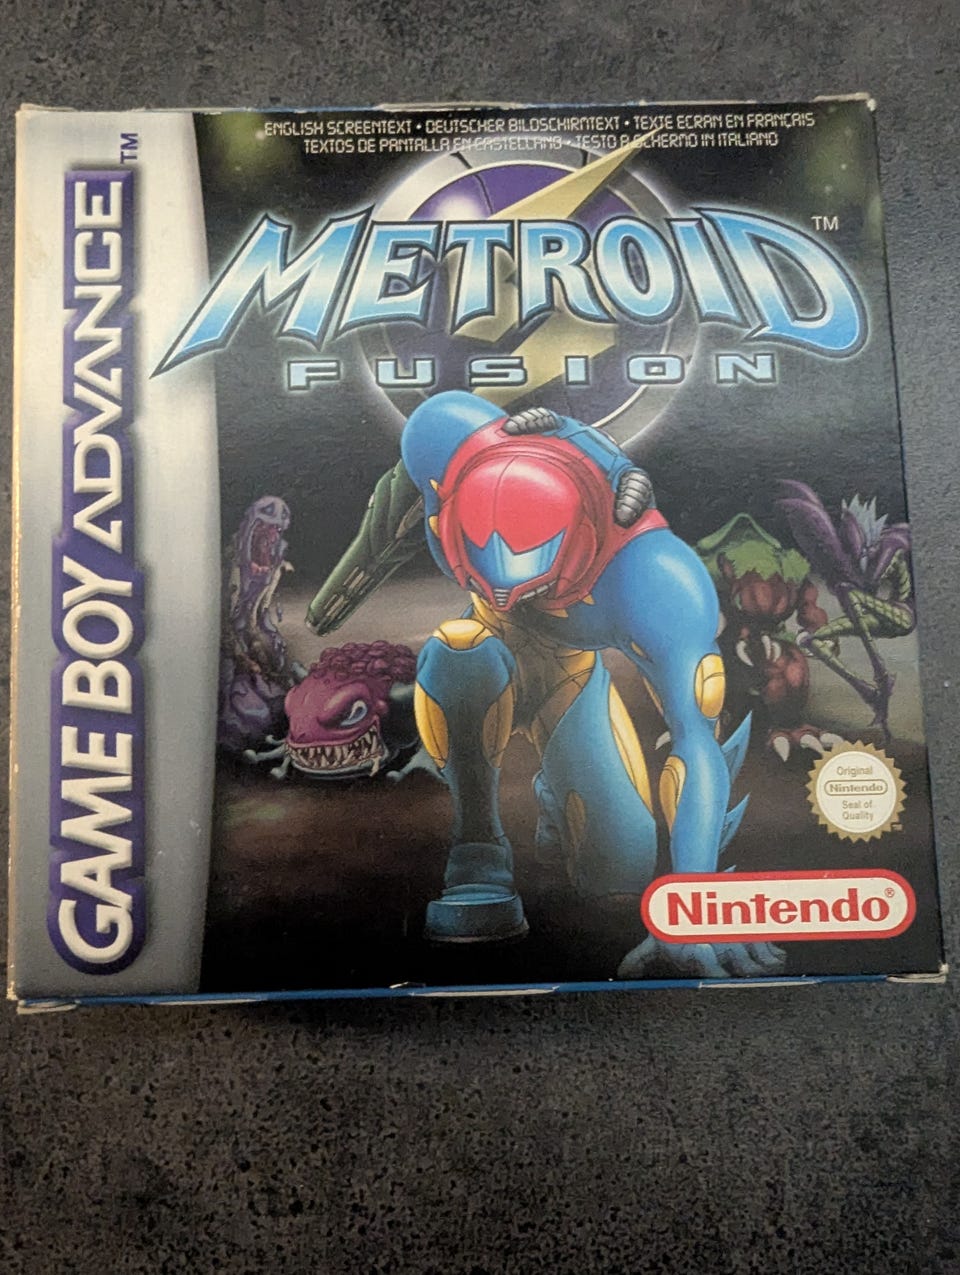 ENGLISH SCREENTEXT • DEUTSCHER BILDSCHIRMTEXT • TEXTE ECRAN EN FRANÇAIS
TEXTOS DE PANTALLA EN CASTELLANO • TESTO A SCHERMO IN ITALIANO
METROID™
FUSION
GAME BOY ADVANCE™
Original
Nintendo
Seal of
Quality
Nintendo®